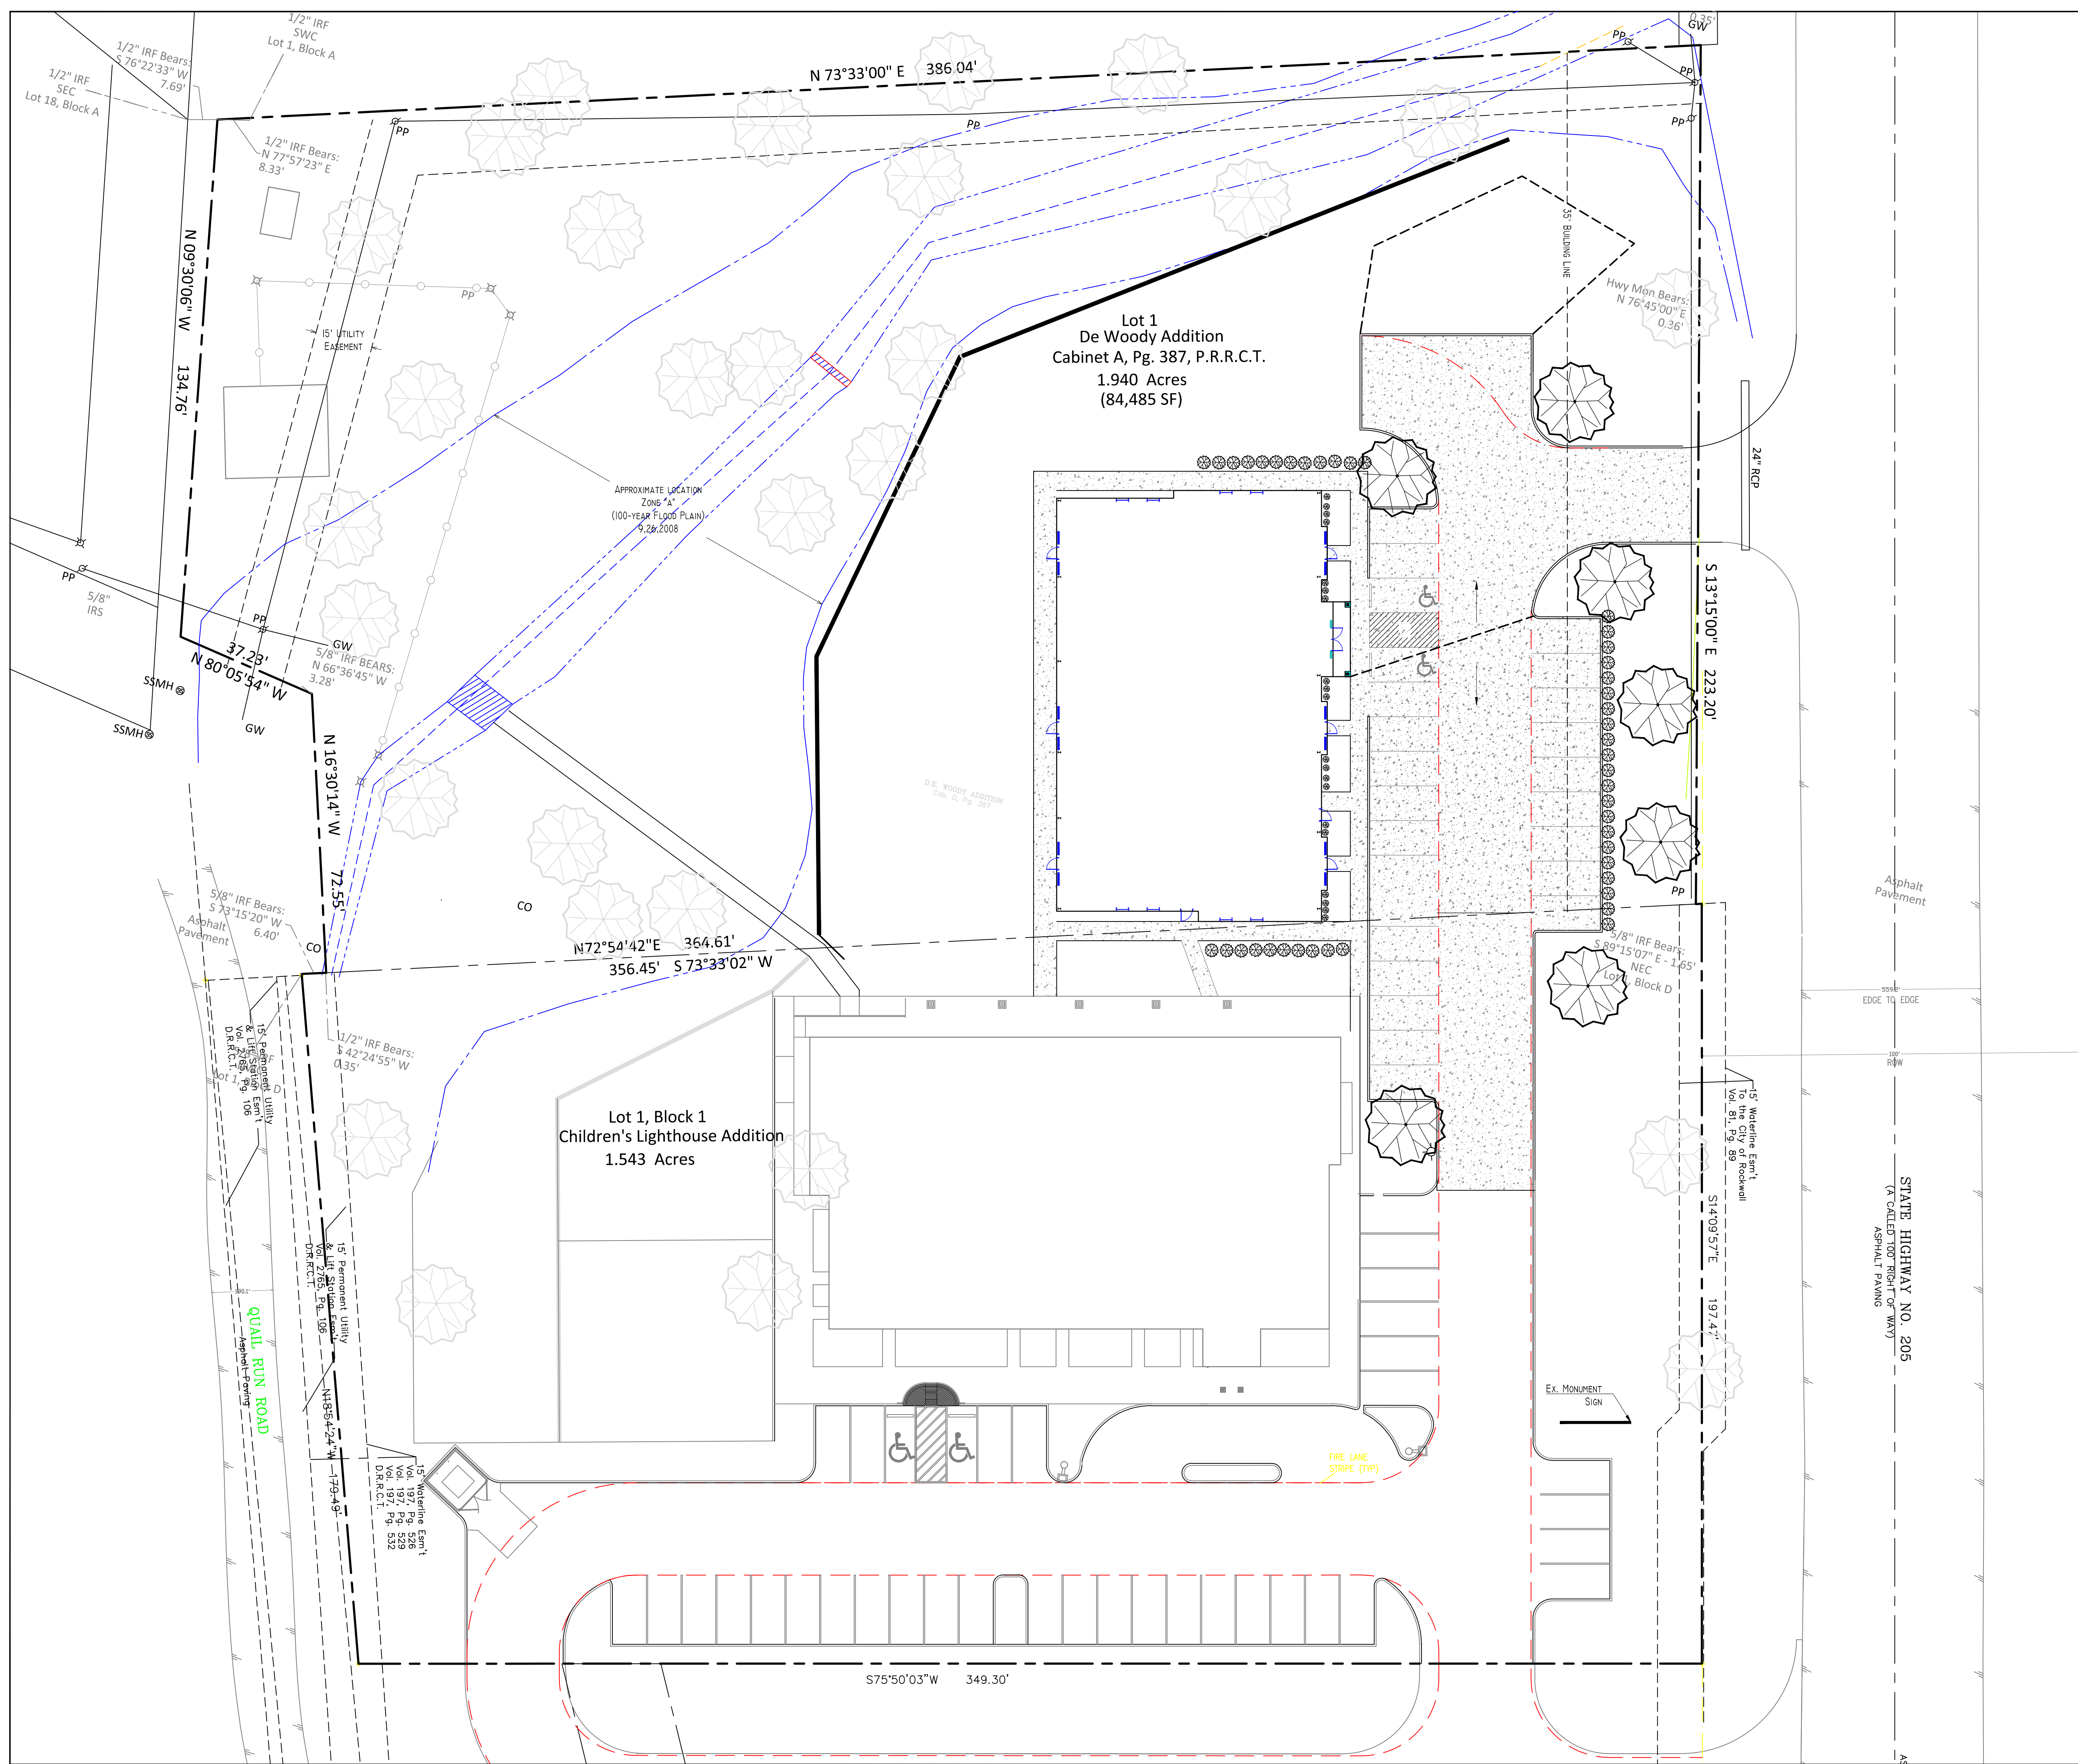 1/2" IRF
SWC
Lot 1, Block A
1/2" IRF Bears:
S 76°22'33" W
7.69'
1/2" IRF
SEC
Lot 18, Block A
1/2" IRF Bears:
N 77°57'23" E
8.33'
N 73°33'00" E 386.04'
0.35'
GW
PP
PP
PP
PP
PP
N 09°30'06" W 134.76'
15' UTILITY
EASEMENT
PP
35' BUILDING LINE
Hwy Mon Bears:
N 76°45'00" E
0.36'
Lot 1
De Woody Addition
Cabinet A, Pg. 387, P.R.R.C.T.
1.940 Acres
(84,485 SF)
24" RCP
APPROXIMATE LOCATION
ZONE "A"
(100-YEAR FLOOD PLAIN)
9.26.2008
PP
5/8"
IRS
PP
GW
37.23'
N 80°05'54" W
5/8" IRF BEARS:
N 66°36'45" W
3.28'
SSMH
SSMH
GW
S 13°15'00" E 223.20'
N 16°30'14" W 72.55'
D.E. WOODY ADDITION
Cab. D, Pg. 387
PP
5/8" IRF Bears:
S 73°15'20" W
6.40'
Asphalt
Pavement
CO
CO
Asphalt
Pavement
N72°54'42"E 364.61'
356.45' S 73°33'02" W
5/8" IRF Bears:
S 89°15'07" E - 1.65'
NEC
Lot 1, Block D
EDGE TO EDGE
100'
ROW
15' Permanent Utility
& Lift Station Esm't
Vol. 2765, Pg. 106
D.R.R.C.T.
1/2" IRF Bears:
S 42°24'55" W
0.35'
15' Waterline Esm't
To the City of Rockwall
Vol. 81, Pg. 89
Lot 1, Block 1
Children's Lighthouse Addition
1.543 Acres
STATE HIGHWAY NO. 205
(A CALLED 100' RIGHT OF WAY)
ASPHALT PAVING
S14°09'57"E 197.47'
15' Permanent Utility
& Lift Station Esm't
Vol. 2765, Pg. 106
D.R.R.C.T.
QUAIL RUN ROAD
Asphalt Paving
N18°54'24"W 179.49'
EX. MONUMENT
SIGN
FIRE LANE
STRIPE (TYP)
15' Waterline Esm't
Vol. 197, Pg. 526
Vol. 197, Pg. 529
Vol. 197, Pg. 532
D.R.R.C.T.
S75°50'03"W 349.30'